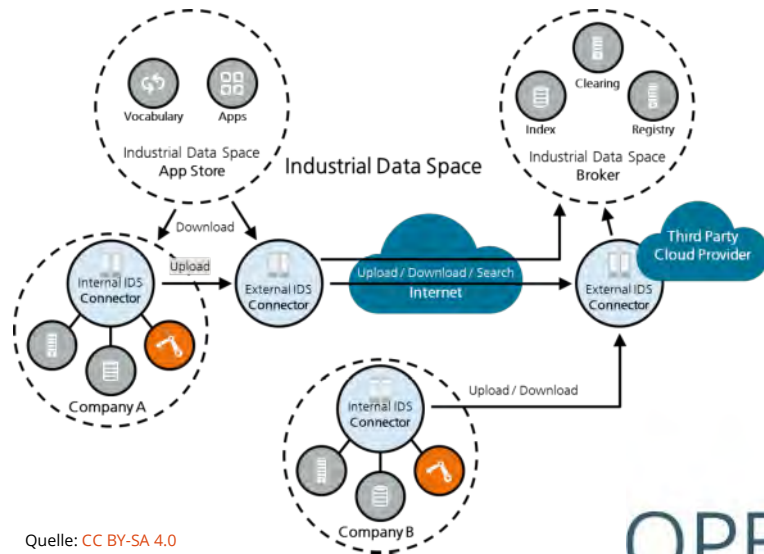 Vocabulary
Apps
Industrial Data Space
App Store
Clearing
Index
Registry
Industrial Data Space
Broker
Industrial Data Space
Download
Upload
Internal IDS
Connector
External IDS
Connector
Upload / Download / Search
Internet
External IDS
Connector
Third Party
Cloud Provider
Company A
Upload / Download
Internal IDS
Connector
Company B
Quelle: CC BY-SA 4.0